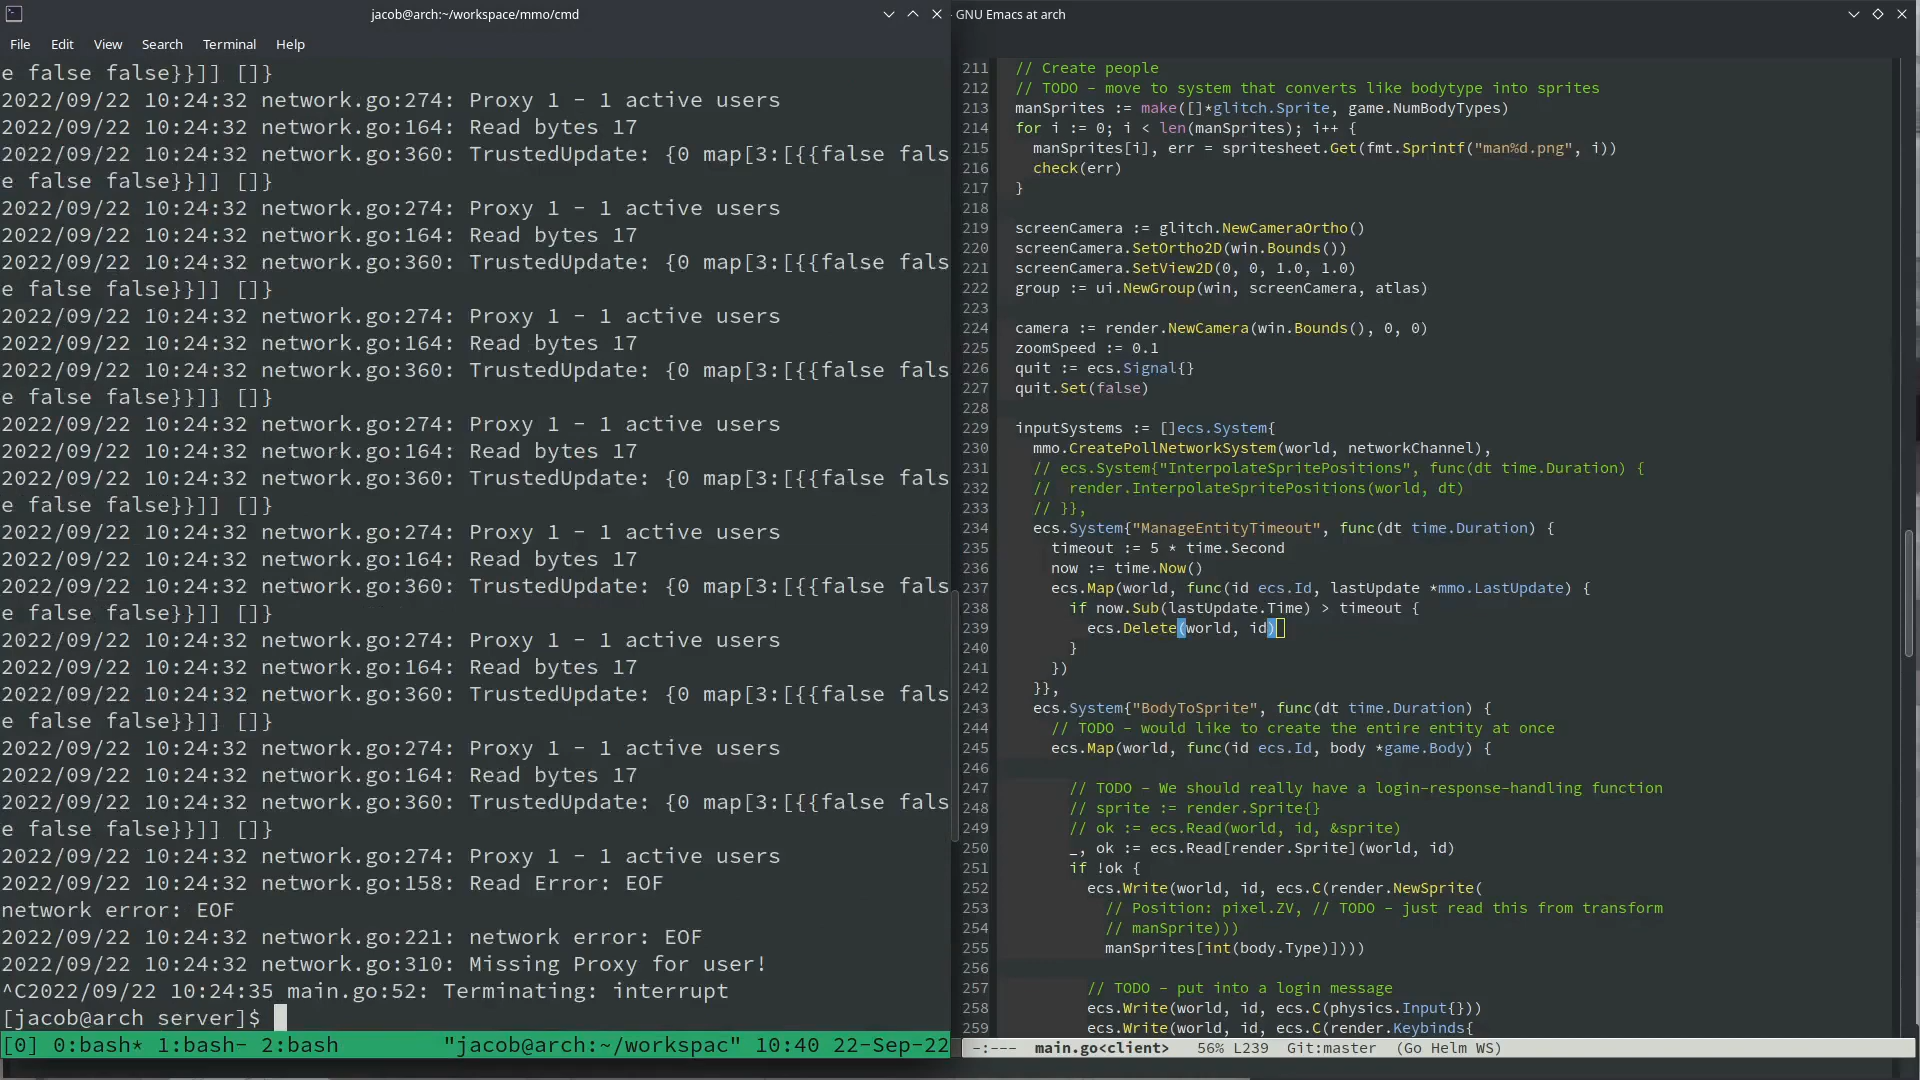 jacob@arch:~/workspace/mmo/cmd
File Edit View Search Terminal Help
e false false}}]] []}
2022/09/22 10:24:32 network.go:274: Proxy 1 - 1 active users
2022/09/22 10:24:32 network.go:164: Read bytes 17
2022/09/22 10:24:32 network.go:360: TrustedUpdate: {0 map[3:[{{false fals
e false false}}]] []}
2022/09/22 10:24:32 network.go:274: Proxy 1 - 1 active users
2022/09/22 10:24:32 network.go:164: Read bytes 17
2022/09/22 10:24:32 network.go:360: TrustedUpdate: {0 map[3:[{{false fals
e false false}}]] []}
2022/09/22 10:24:32 network.go:274: Proxy 1 - 1 active users
2022/09/22 10:24:32 network.go:164: Read bytes 17
2022/09/22 10:24:32 network.go:360: TrustedUpdate: {0 map[3:[{{false fals
e false false}}]] []}
2022/09/22 10:24:32 network.go:274: Proxy 1 - 1 active users
2022/09/22 10:24:32 network.go:164: Read bytes 17
2022/09/22 10:24:32 network.go:360: TrustedUpdate: {0 map[3:[{{false fals
e false false}}]] []}
2022/09/22 10:24:32 network.go:274: Proxy 1 - 1 active users
2022/09/22 10:24:32 network.go:164: Read bytes 17
2022/09/22 10:24:32 network.go:360: TrustedUpdate: {0 map[3:[{{false fals
e false false}}]] []}
2022/09/22 10:24:32 network.go:274: Proxy 1 - 1 active users
2022/09/22 10:24:32 network.go:164: Read bytes 17
2022/09/22 10:24:32 network.go:360: TrustedUpdate: {0 map[3:[{{false fals
e false false}}]] []}
2022/09/22 10:24:32 network.go:274: Proxy 1 - 1 active users
2022/09/22 10:24:32 network.go:164: Read bytes 17
2022/09/22 10:24:32 network.go:360: TrustedUpdate: {0 map[3:[{{false fals
e false false}}]] []}
2022/09/22 10:24:32 network.go:274: Proxy 1 - 1 active users
2022/09/22 10:24:32 network.go:158: Read Error: EOF
network error: EOF
2022/09/22 10:24:32 network.go:221: network error: EOF
2022/09/22 10:24:32 network.go:310: Missing Proxy for user!
^C2022/09/22 10:24:35 main.go:52: Terminating: interrupt
[jacob@arch server]$
[0] 0:bash* 1:bash- 2:bash "jacob@arch:~/workspac" 10:40 22-Sep-22
GNU Emacs at arch
211 // Create people
212 // TODO - move to system that converts like bodytype into sprites
213 manSprites := make([]*glitch.Sprite, game.NumBodyTypes)
214 for i := 0; i < len(manSprites); i++ {
215 manSprites[i], err = spritesheet.Get(fmt.Sprintf("man%d.png", i))
216 check(err)
217 }
218
219 screenCamera := glitch.NewCameraOrtho()
220 screenCamera.SetOrtho2D(win.Bounds())
221 screenCamera.SetView2D(0, 0, 1.0, 1.0)
222 group := ui.NewGroup(win, screenCamera, atlas)
223
224 camera := render.NewCamera(win.Bounds(), 0, 0)
225 zoomSpeed := 0.1
226 quit := ecs.Signal{}
227 quit.Set(false)
228
229 inputSystems := []ecs.System{
230 mmo.CreatePollNetworkSystem(world, networkChannel),
231 // ecs.System{"InterpolateSpritePositions", func(dt time.Duration) {
232 // render.InterpolateSpritePositions(world, dt)
233 // }},
234 ecs.System{"ManageEntityTimeout", func(dt time.Duration) {
235 timeout := 5 * time.Second
236 now := time.Now()
237 ecs.Map(world, func(id ecs.Id, lastUpdate *mmo.LastUpdate) {
238 if now.Sub(lastUpdate.Time) > timeout {
239 ecs.Delete(world, id)
240 }
241 })
242 }},
243 ecs.System{"BodyToSprite", func(dt time.Duration) {
244 // TODO - would like to create the entire entity at once
245 ecs.Map(world, func(id ecs.Id, body *game.Body) {
246
247 // TODO - We should really have a login-response-handling function
248 // sprite := render.Sprite{}
249 // ok := ecs.Read(world, id, &sprite)
250 _, ok := ecs.Read[render.Sprite](world, id)
251 if !ok {
252 ecs.Write(world, id, ecs.C(render.NewSprite(
253 // Position: pixel.ZV, // TODO - just read this from transform
254 // manSprite)))
255 manSprites[int(body.Type)])))
256
257 // TODO - put into a login message
258 ecs.Write(world, id, ecs.C(physics.Input{}))
259 ecs.Write(world, id, ecs.C(render.Keybinds{
-:--- main.go<client> 56% L239 Git:master (Go Helm WS)